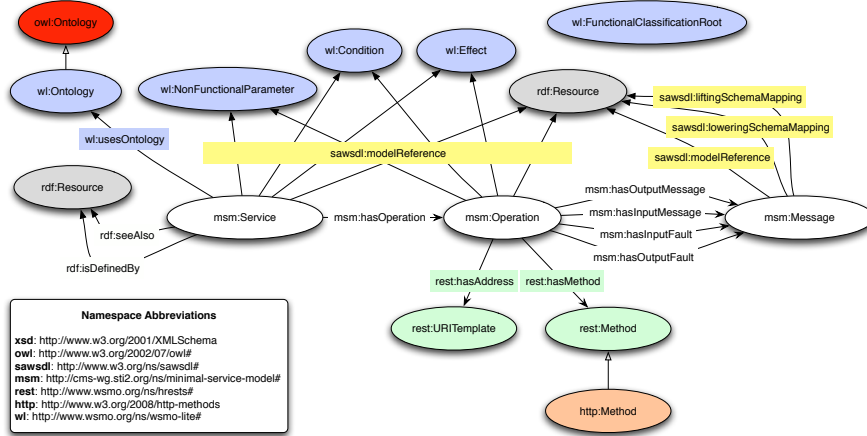 owl:Ontology
wl:FunctionalClassificationRoot
wl:Condition
wl:Effect
wl:Ontology
wl:NonFunctionalParameter
rdf:Resource
sawsdl:liftingSchemaMapping
sawsdl:loweringSchemaMapping
wl:usesOntology
sawsdl:modelReference
sawsdl:modelReference
rdf:Resource
msm:hasOutputMessage
msm:Service
msm:hasOperation
msm:Operation
msm:hasInputMessage
msm:Message
rdf:seeAlso
msm:hasInputFault
msm:hasOutputFault
rdf:isDefinedBy
rest:hasAddress
rest:hasMethod
rest:URITemplate
rest:Method
http:Method
Namespace Abbreviations
xsd: http://www.w3.org/2001/XMLSchema
owl: http://www.w3.org/2002/07/owl#
sawsdl: http://www.w3.org/ns/sawsdl#
msm: http://cms-wg.sti2.org/ns/minimal-service-model#
rest: http://www.wsmo.org/ns/hrests#
http: http://www.w3.org/2008/http-methods
wl: http://www.wsmo.org/ns/wsmo-lite#